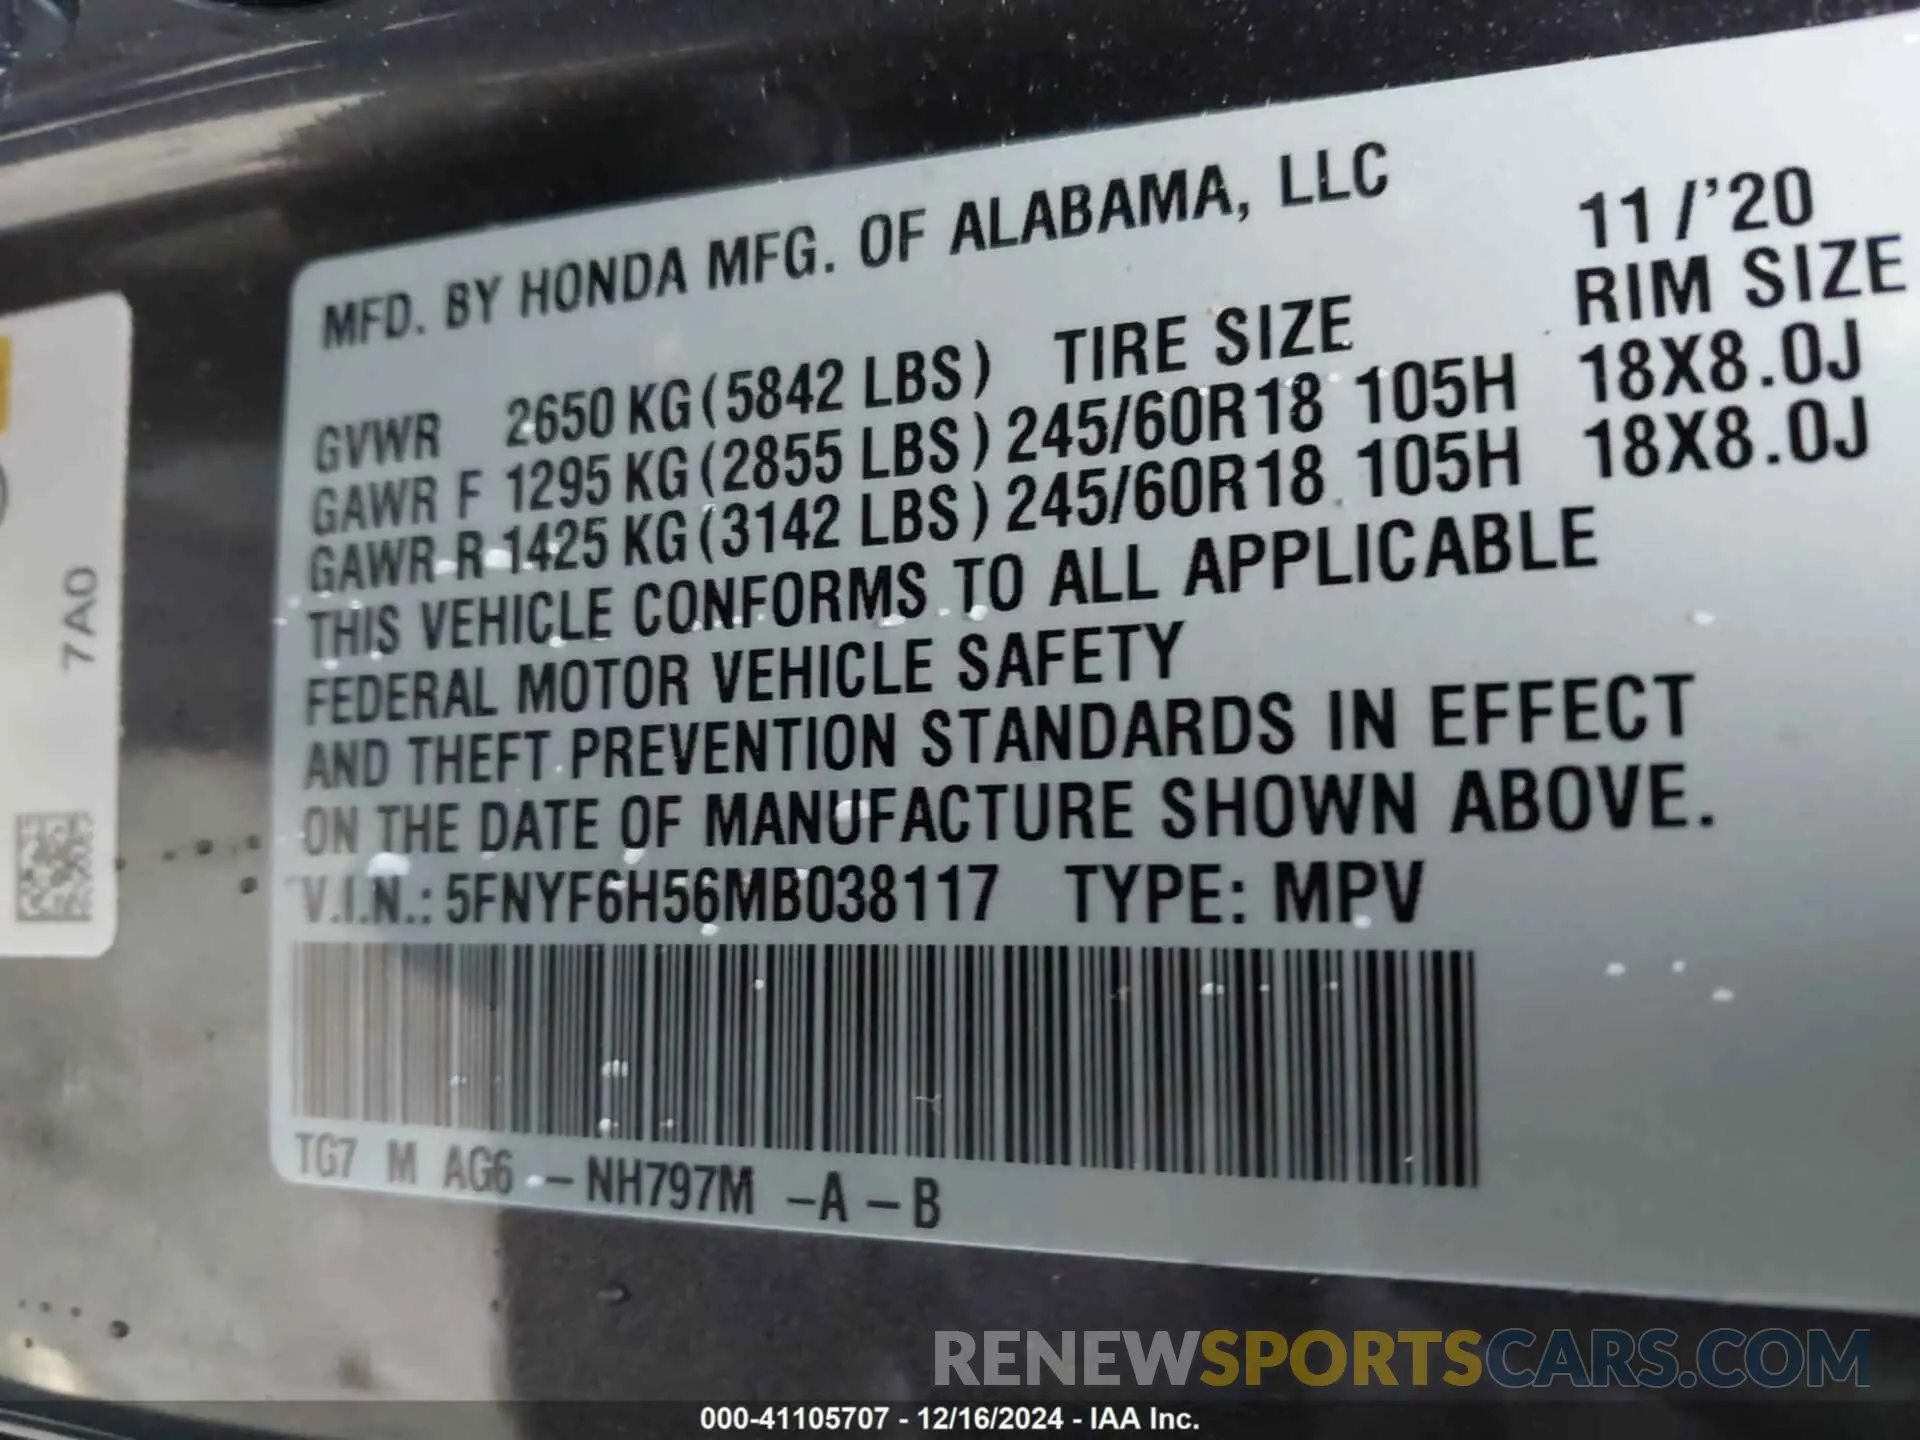 MFD. BY HONDA MFG. OF ALABAMA, LLC 11/'20
GVWR 2650 KG (5842 LBS) TIRE SIZE RIM SIZE
GAWR F 1295 KG (2855 LBS) 245/60R18 105H 18X8.0J
GAWR R 1425 KG (3142 LBS) 245/60R18 105H 18X8.0J
THIS VEHICLE CONFORMS TO ALL APPLICABLE
FEDERAL MOTOR VEHICLE SAFETY
AND THEFT PREVENTION STANDARDS IN EFFECT
ON THE DATE OF MANUFACTURE SHOWN ABOVE.
V.I.N.: 5FNYF6H56MB038117 TYPE: MPV
TG7 M AG6 - NH797M -A - B
7A0
RENEWSPORTSCARS.COM
000-41105707 - 12/16/2024 - IAA Inc.